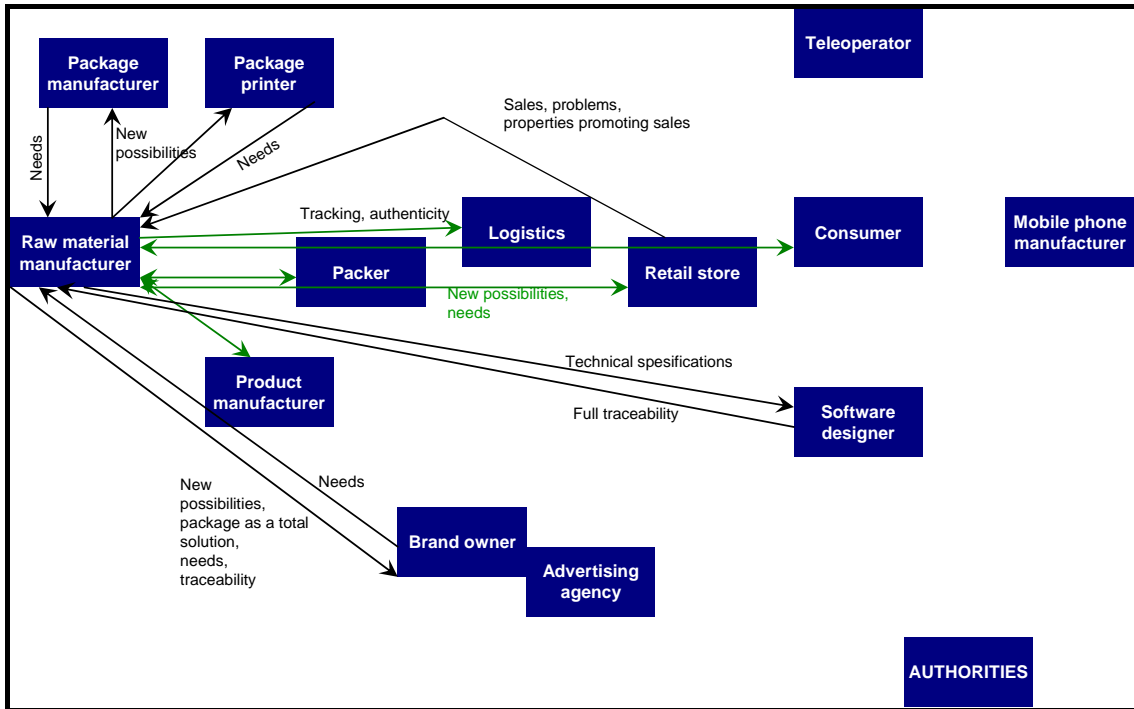 Teleoperator
Package
manufacturer
Package
printer
Sales, problems,
properties promoting sales
Needs
New
possibilities
Needs
Tracking, authenticity
Raw material
manufacturer
Logistics
Consumer
Mobile phone
manufacturer
Packer
Retail store
New possibilities,
needs
Technical spesifications
Product
manufacturer
Full traceability
Software
designer
New
possibilities,
package as a total
solution,
needs,
traceability
Needs
Brand owner
Advertising
agency
AUTHORITIES